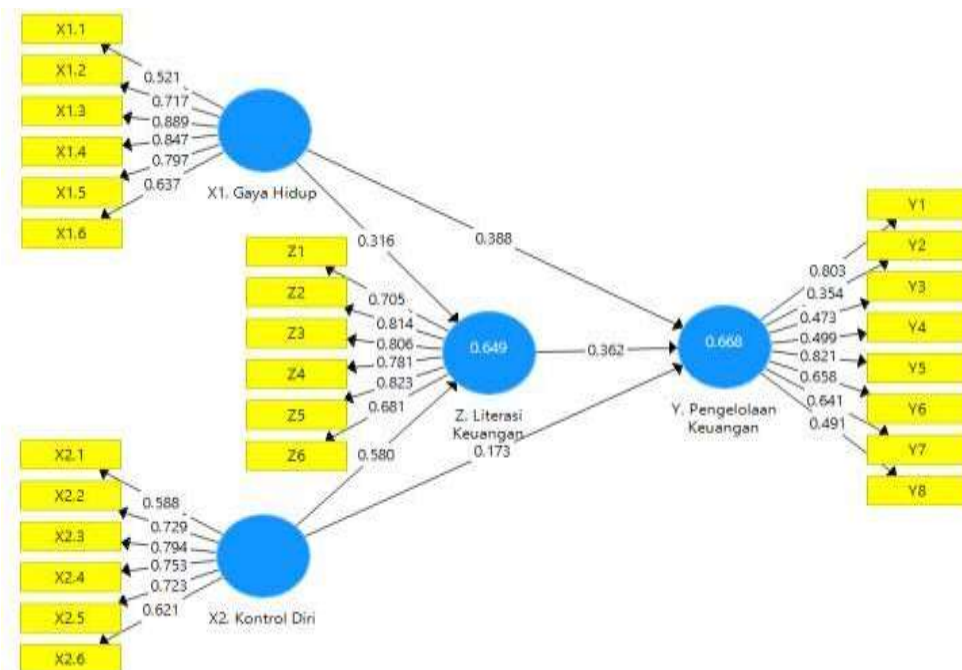 X1.1
X1.2
X1.3
X1.4
X1.5
X1.6
0.521
0.717
0.889
0.847
0.797
0.637
X1. Gaya Hidup
0.316
0.388
Z1
Z2
Z3
Z4
Z5
Z6
0.705
0.814
0.806
0.781
0.823
0.681
0.649
Z. Literasi
Keuangan
0.362
0.580
0.173
0.668
Y. Pengelolaan
Keuangan
Y1
Y2
Y3
Y4
Y5
Y6
Y7
Y8
0.803
0.354
0.473
0.499
0.821
0.658
0.641
0.491
X2.1
X2.2
X2.3
X2.4
X2.5
X2.6
0.588
0.729
0.794
0.753
0.723
0.621
X2. Kontrol Diri